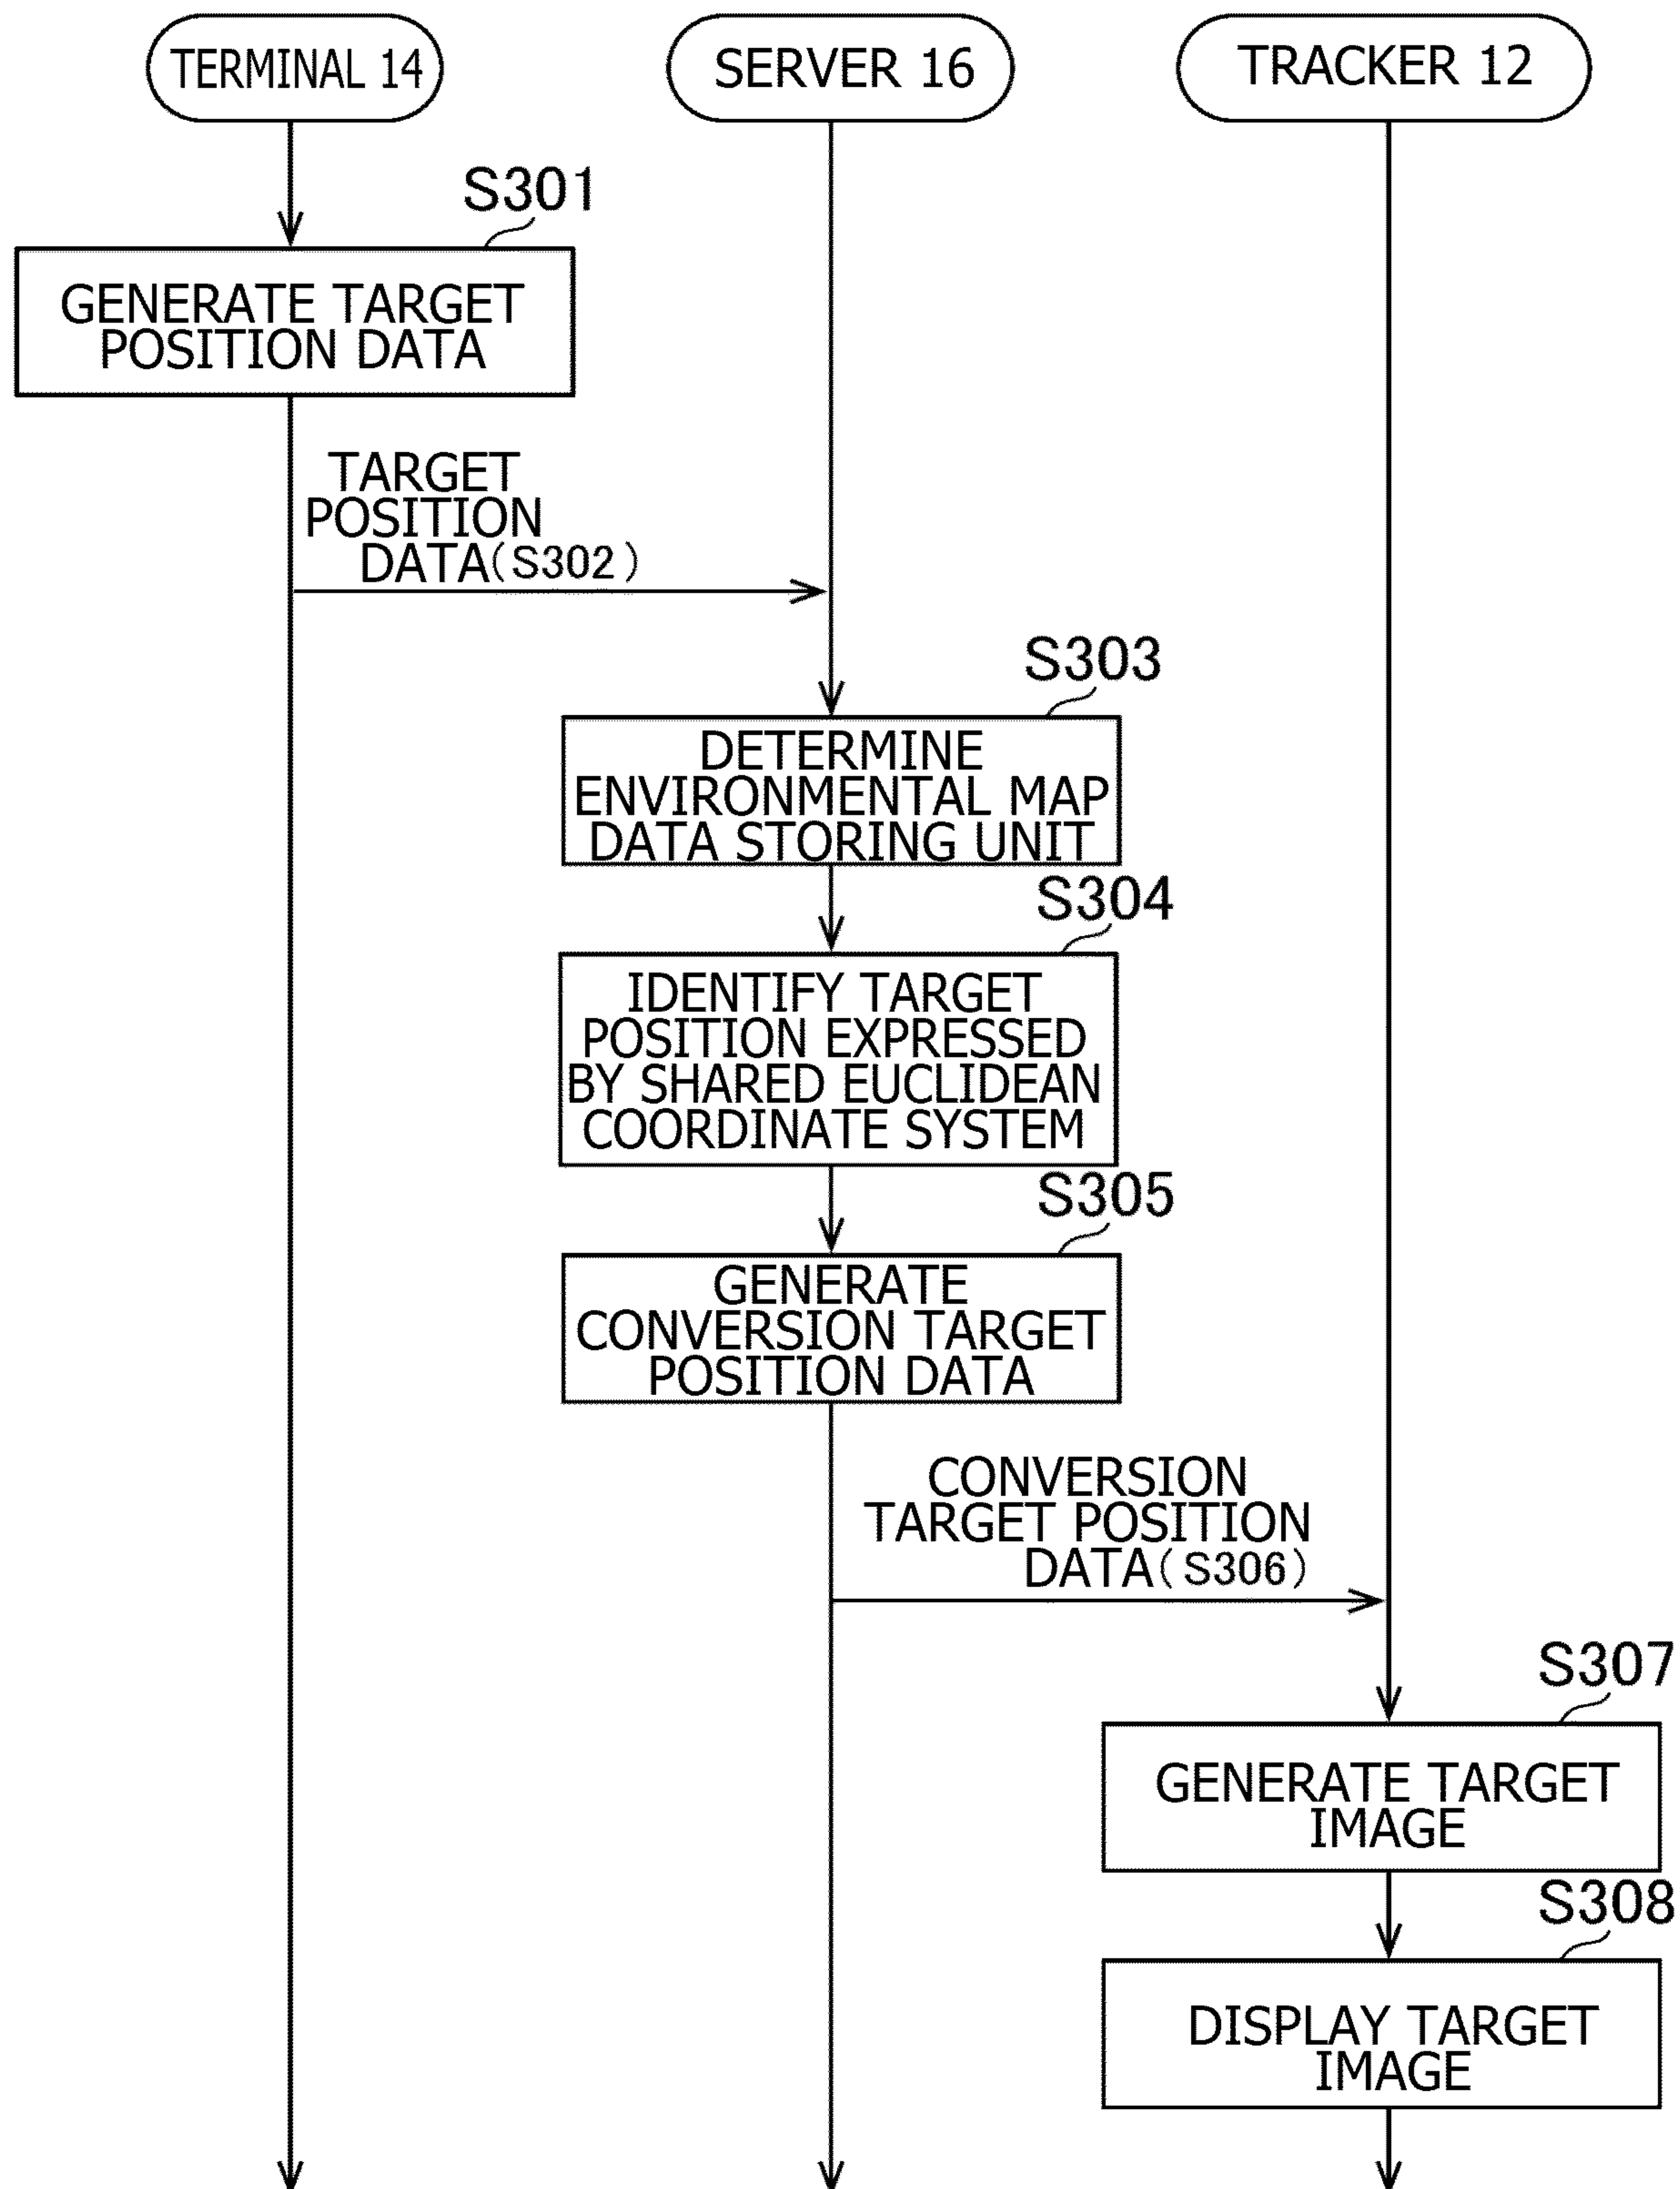 TERMINAL 14
SERVER 16
TRACKER 12
S301
GENERATE TARGET
POSITION DATA
TARGET
POSITION
DATA(S302)
S303
DETERMINE
ENVIRONMENTAL MAP
DATA STORING UNIT
S304
IDENTIFY TARGET
POSITION EXPRESSED
BY SHARED EUCLIDEAN
COORDINATE SYSTEM
S305
GENERATE
CONVERSION TARGET
POSITION DATA
CONVERSION
TARGET POSITION
DATA(S306)
S307
GENERATE TARGET
IMAGE
S308
DISPLAY TARGET
IMAGE